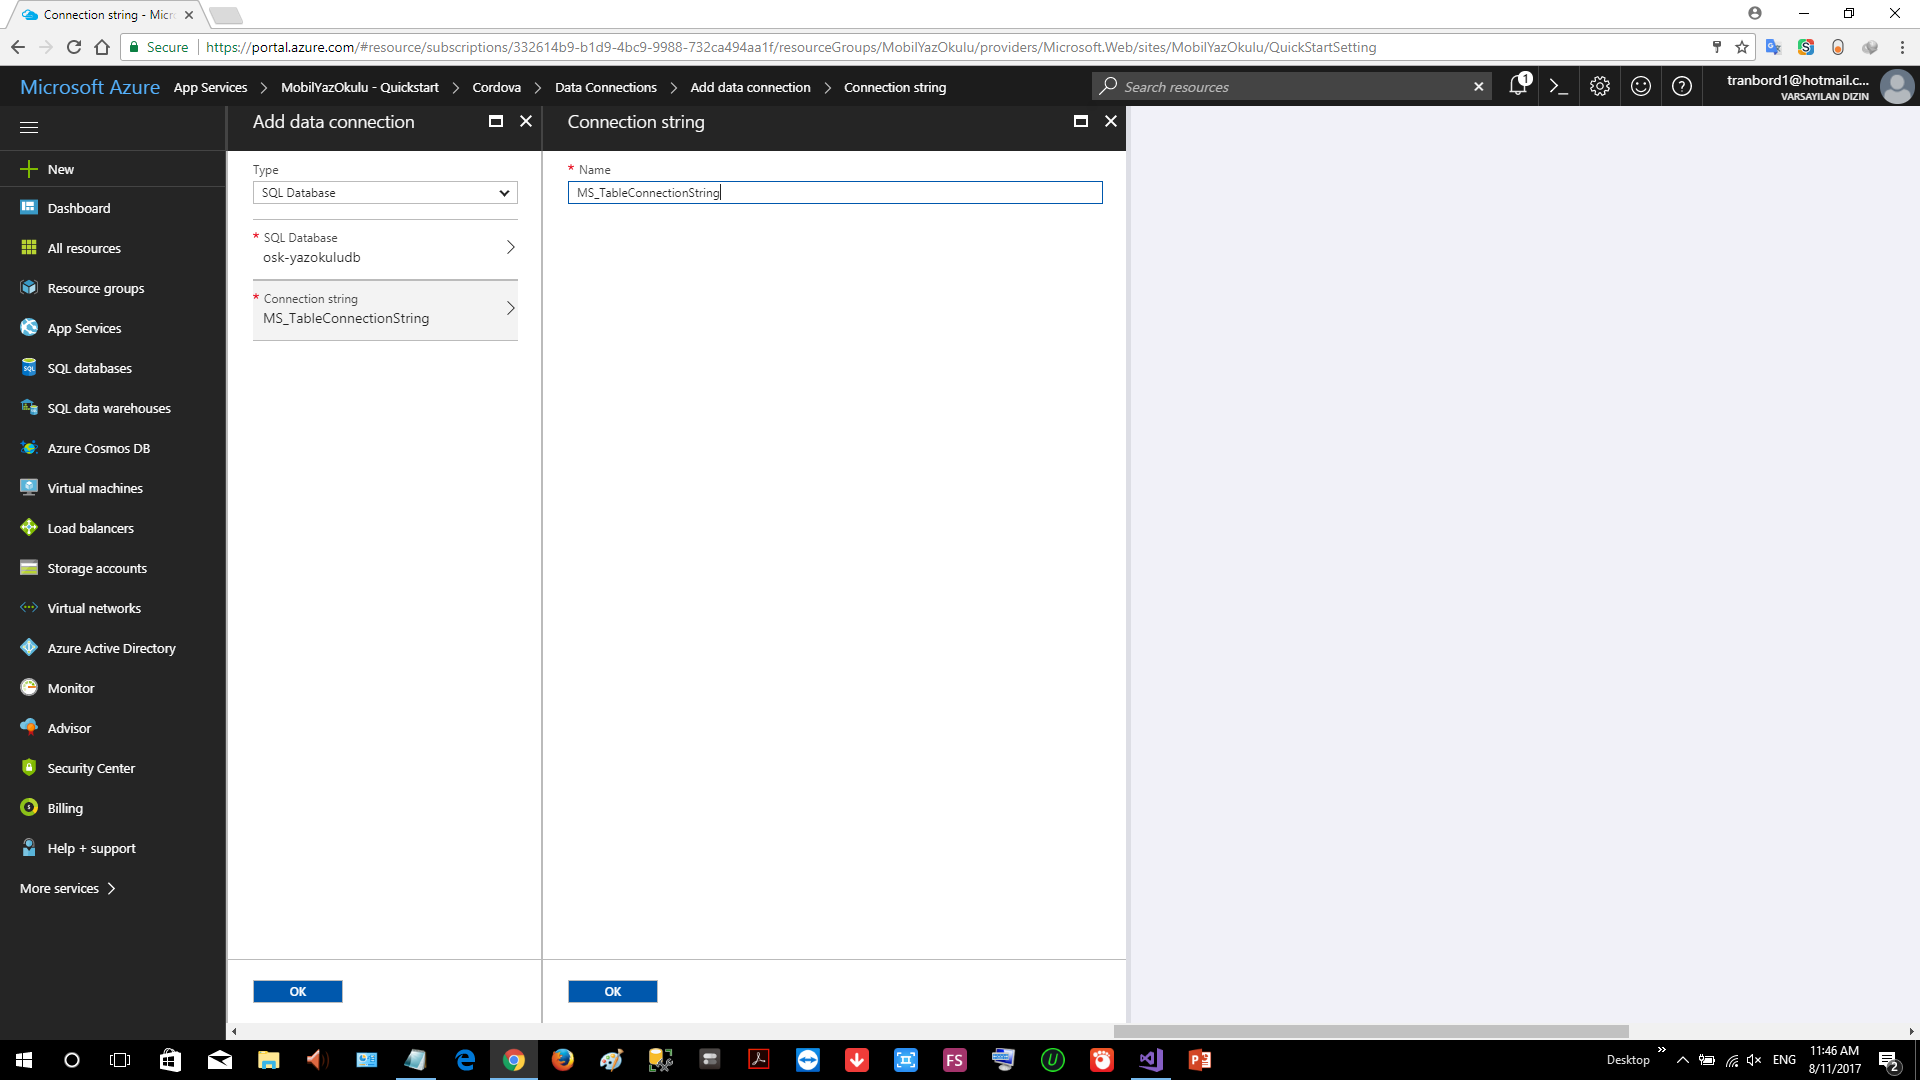 Connection string - Micr
Secure
https://portal.azure.com/#resource/subscriptions/332614b9-b1d9-4bc9-9988-732ca494aa1f/resourceGroups/MobilYazOkulu/providers/Microsoft.Web/sites/MobilYazOkulu/QuickStartSetting
Microsoft Azure App Services > MobilYazOkulu - Quickstart > Cordova > Data Connections > Add data connection > Connection string
Search resources
1
tranbord1@hotmail.c...
VARSAYILAN DIZIN
Add data connection
Connection string
New
Dashboard
All resources
Resource groups
App Services
SQL databases
SQL data warehouses
Azure Cosmos DB
Virtual machines
Load balancers
Storage accounts
Virtual networks
Azure Active Directory
Monitor
Advisor
Security Center
Billing
Help + support
More services
Type
SQL Database
* SQL Database
osk-yazokuludb
* Connection string
MS_TableConnectionString
OK
* Name
MS_TableConnectionString
OK
FS
Desktop
ENG
11:46 AM
8/11/2017
2